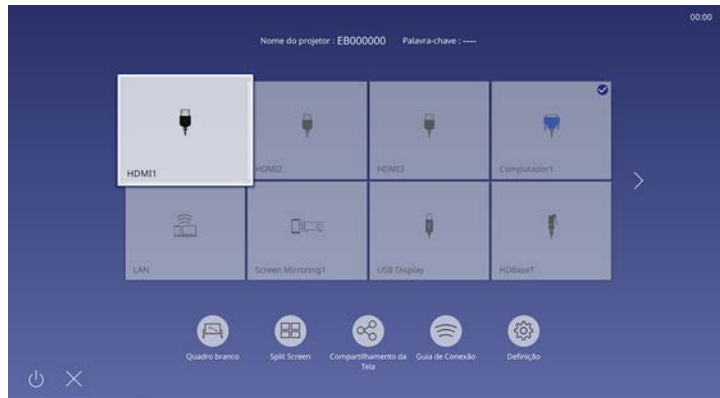 00:00
Nome do projetor : EB000000 Palavra-chave : -----
HDMI1
HDMI2
HDMI3
Computador1
LAN
Screen Mirroring1
USB Display
HDBaseT
Quadro branco
Split Screen
Compartilhamento da
Tela
Guia de Conexão
Definição